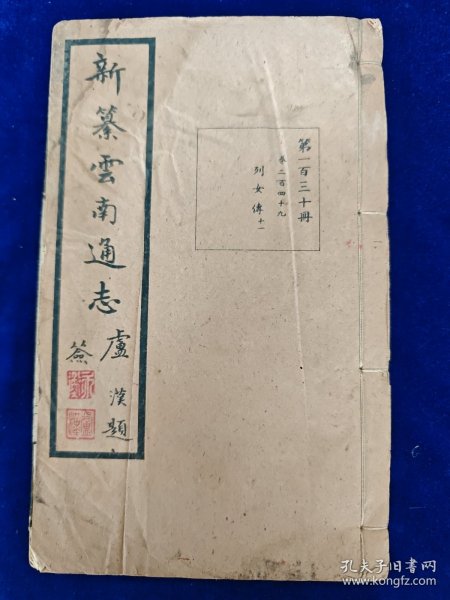 第一百三十冊
卷二百四十九
列女傳十一
新纂雲南通志
盧漢題
簽
孔夫子旧书网
www.kongfz.com